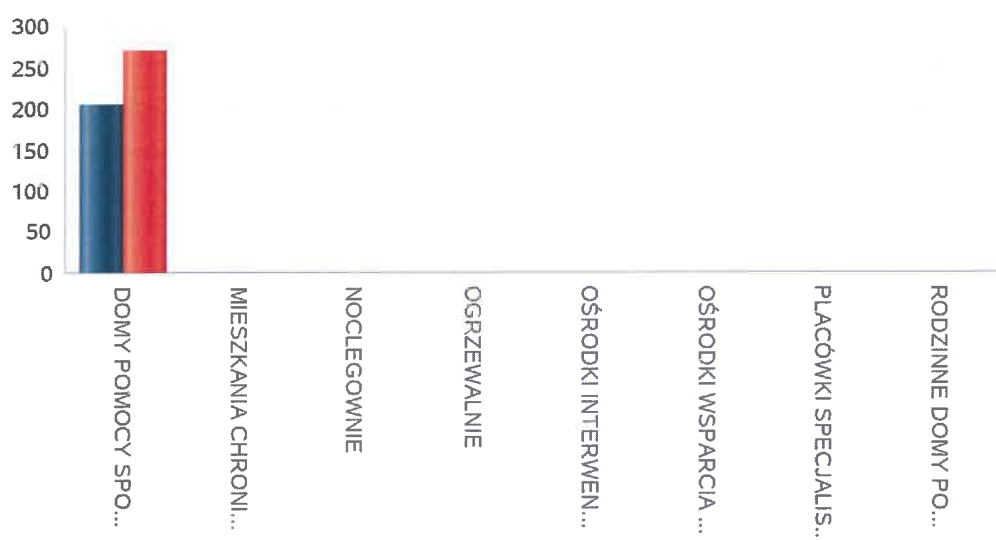 300
250
200
150
100
50
0
DOMY POMOCY SPO...
MIESZKANIA CHRONI...
NOCLEGOWNIE
OGRZEWALNIE
OŚRODKI INTERWEN...
OŚRODKI WSPARCIA ...
PLACÓWKI SPECJALIS...
RODZINNE DOMY PO...